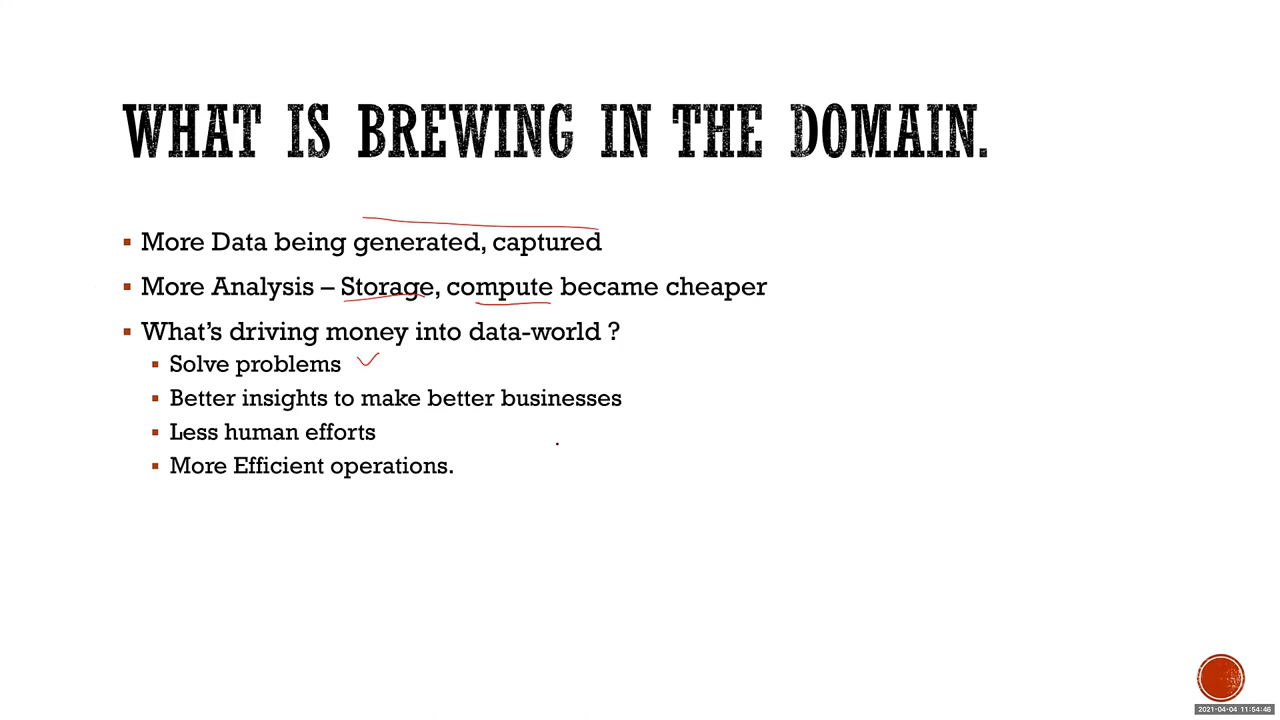 WHAT IS BREWING IN THE DOMAIN.
More Data being generated, captured
More Analysis – Storage, compute became cheaper
What's driving money into data-world ?
Solve problems
Better insights to make better businesses
Less human efforts
More Efficient operations.
2021-04-04 11:54:46